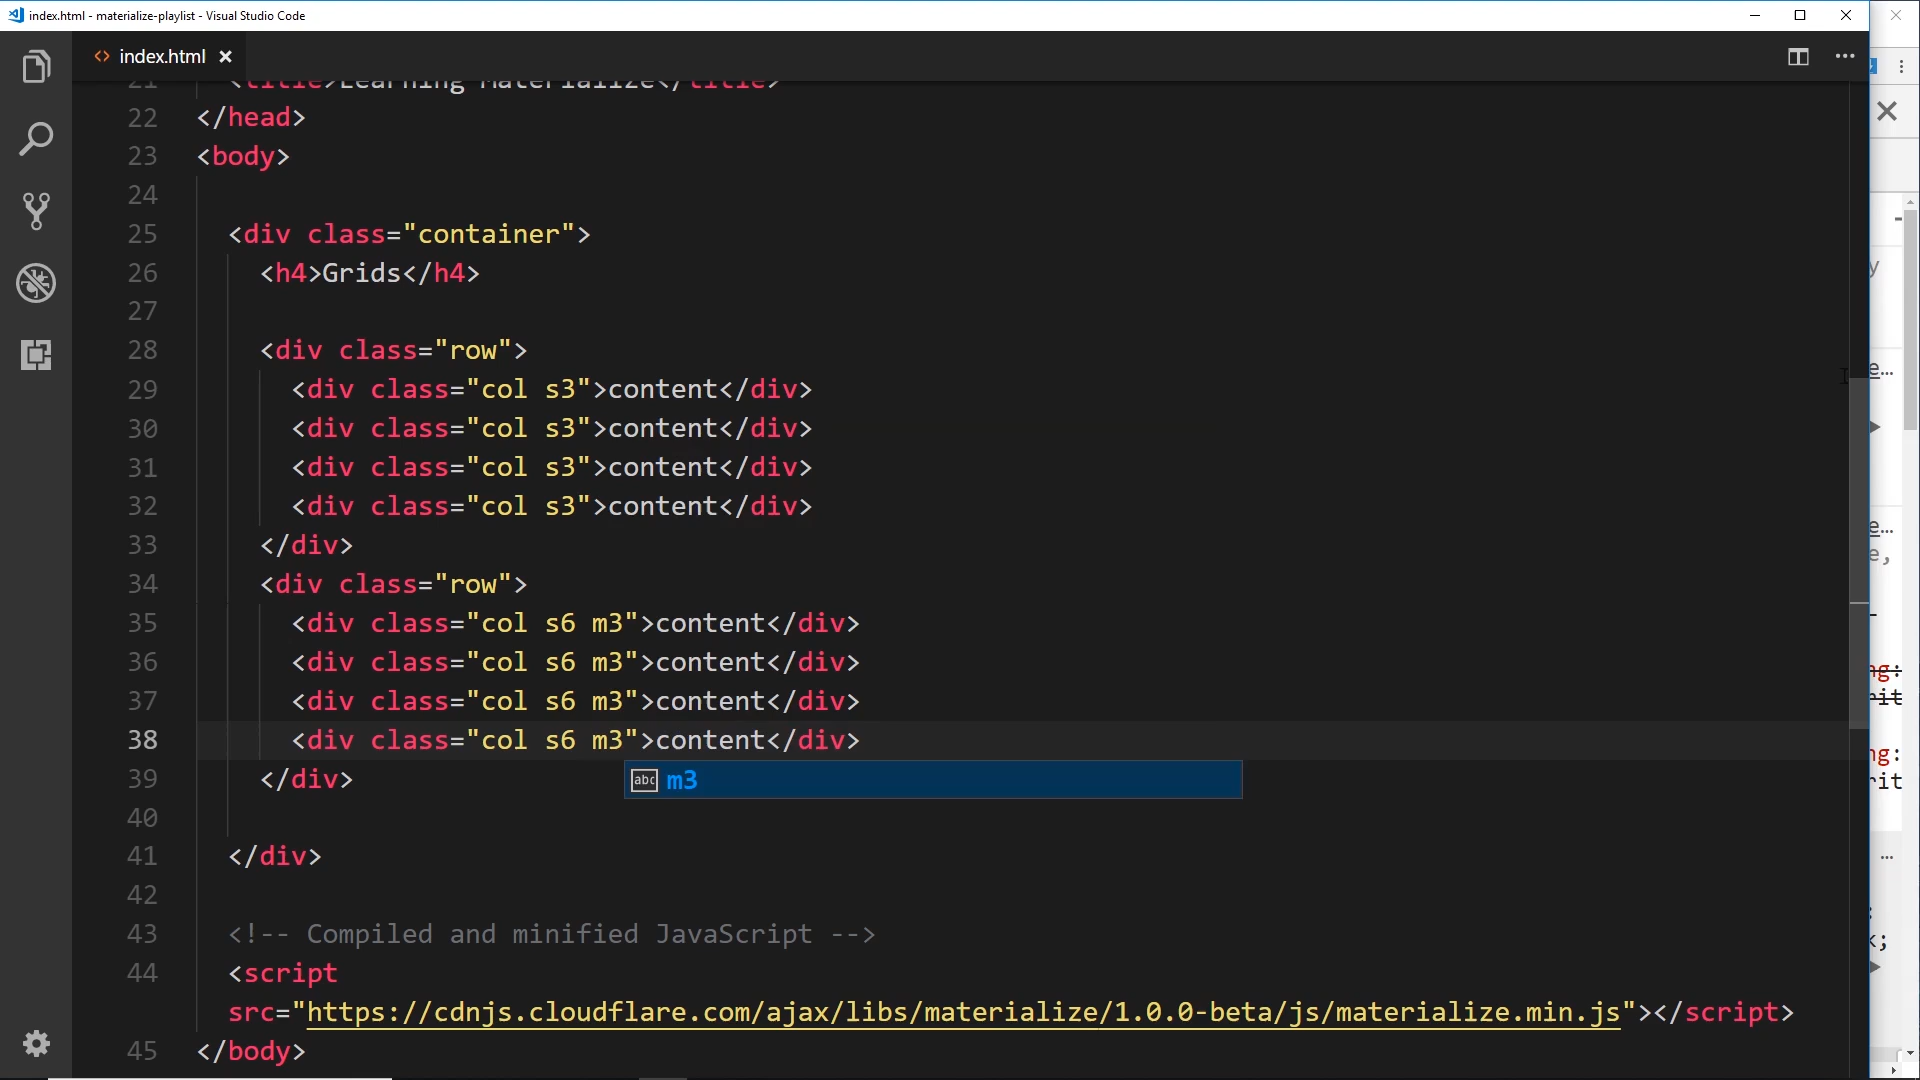 index.html - materialize-playlist - Visual Studio Code
index.html
21 <title>Learning Materialize</title>
22 </head>
23 <body>
24
25 <div class="container">
26 <h4>Grids</h4>
27
28 <div class="row">
29 <div class="col s3">content</div>
30 <div class="col s3">content</div>
31 <div class="col s3">content</div>
32 <div class="col s3">content</div>
33 </div>
34 <div class="row">
35 <div class="col s6 m3">content</div>
36 <div class="col s6 m3">content</div>
37 <div class="col s6 m3">content</div>
38 <div class="col s6 m3">content</div>
39 </div>
abc m3
40
41 </div>
42
43 <!-- Compiled and minified JavaScript -->
44 <script
src="https://cdnjs.cloudflare.com/ajax/libs/materialize/1.0.0-beta/js/materialize.min.js"></script>
45 </body>